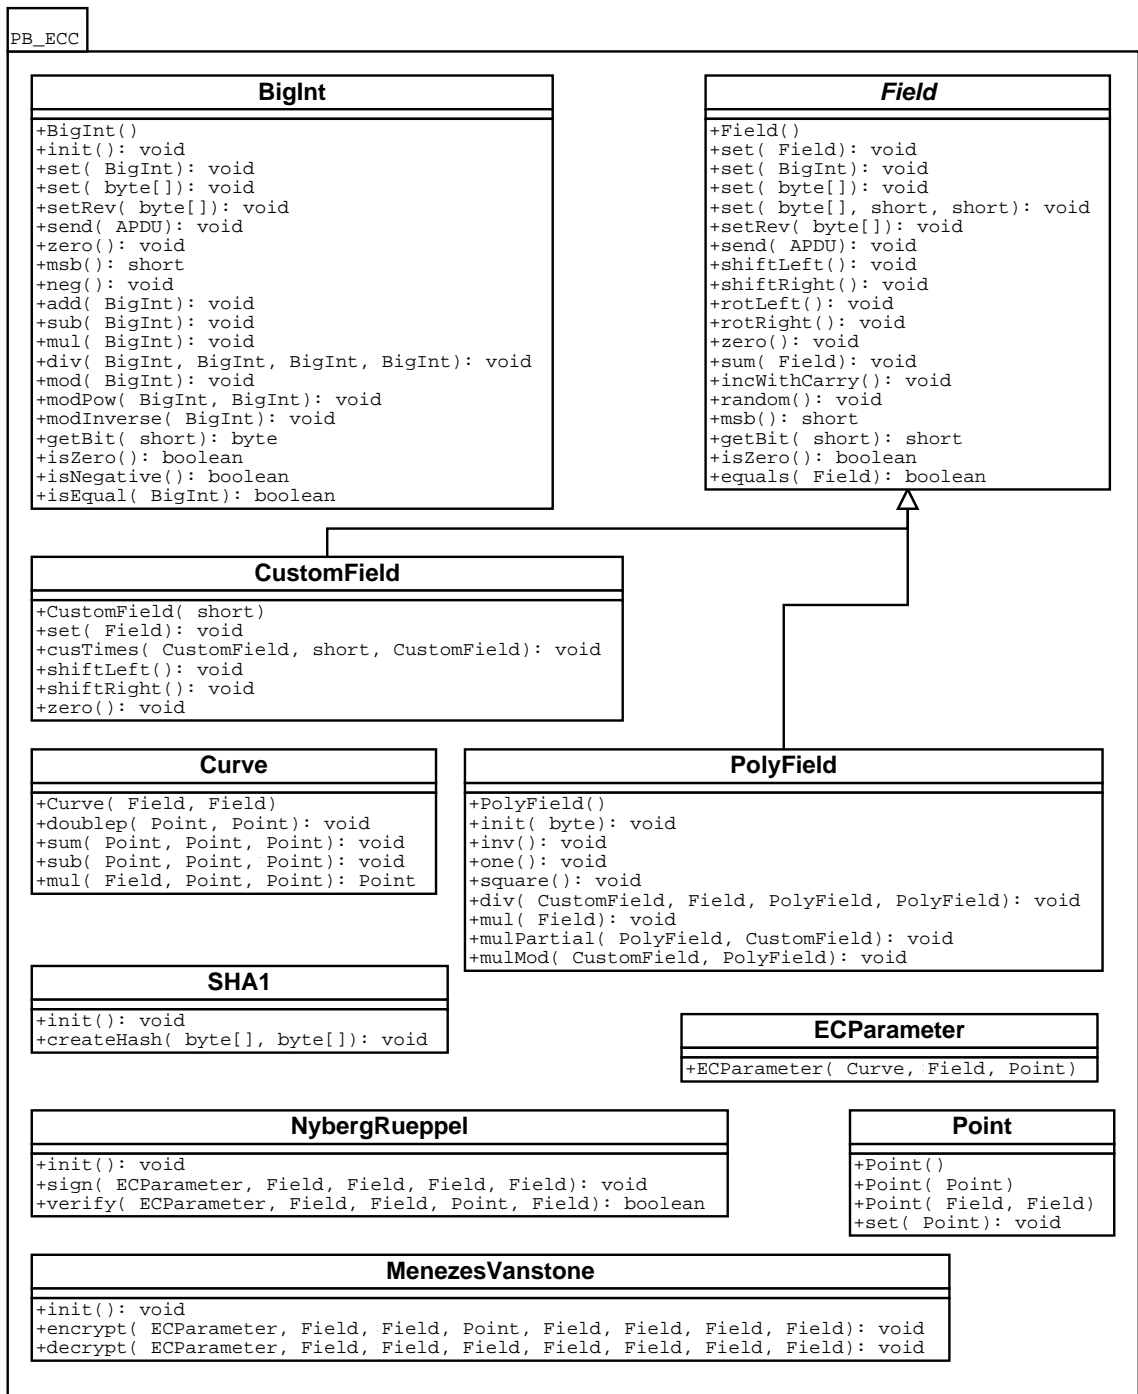 PB_ECC
BigInt
+BigInt()
+init(): void
+set( BigInt): void
+set( byte[]): void
+setRev( byte[]): void
+send( APDU): void
+zero(): void
+msb(): short
+neg(): void
+add( BigInt): void
+sub( BigInt): void
+mul( BigInt): void
+div( BigInt, BigInt, BigInt, BigInt): void
+mod( BigInt): void
+modPow( BigInt, BigInt): void
+modInverse( BigInt): void
+getBit( short): byte
+isZero(): boolean
+isNegative(): boolean
+isEqual( BigInt): boolean
Field
+Field()
+set( Field): void
+set( BigInt): void
+set( byte[]): void
+set( byte[], short, short): void
+setRev( byte[]): void
+send( APDU): void
+shiftLeft(): void
+shiftRight(): void
+rotLeft(): void
+rotRight(): void
+zero(): void
+sum( Field): void
+incWithCarry(): void
+random(): void
+msb(): short
+getBit( short): short
+isZero(): boolean
+equals( Field): boolean
CustomField
+CustomField( short)
+set( Field): void
+cusTimes( CustomField, short, CustomField): void
+shiftLeft(): void
+shiftRight(): void
+zero(): void
Curve
+Curve( Field, Field)
+doublep( Point, Point): void
+sum( Point, Point, Point): void
+sub( Point, Point, Point): void
+mul( Field, Point, Point): Point
PolyField
+PolyField()
+init( byte): void
+inv(): void
+one(): void
+square(): void
+div( CustomField, Field, PolyField, PolyField): void
+mul( Field): void
+mulPartial( PolyField, CustomField): void
+mulMod( CustomField, PolyField): void
SHA1
+init(): void
+createHash( byte[], byte[]): void
ECParameter
+ECParameter( Curve, Field, Point)
NybergRueppel
+init(): void
+sign( ECParameter, Field, Field, Field, Field): void
+verify( ECParameter, Field, Field, Point, Field): boolean
Point
+Point()
+Point( Point)
+Point( Field, Field)
+set( Point): void
MenezesVanstone
+init(): void
+encrypt( ECParameter, Field, Field, Point, Field, Field, Field, Field): void
+decrypt( ECParameter, Field, Field, Field, Field, Field, Field, Field): void